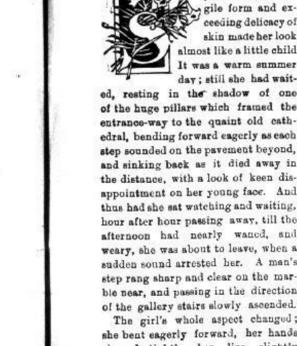 gile form and ex-
ceeding delicacy of
skin made her look
almost like a little child
It was a warm summer
day; still she had wait-
ed, resting in the shadow of one
of the huge pillars which framed the
entrance-way to the quaint old cath-
edral, bending forward eagerly as each
step sounded on the pavement beyond,
and sinking back as it died away in
the distance, with a look of keen dis-
appointment on her young face. And
thus had she sat watching and waiting,
hour after hour passing away, till the
afternoon had nearly waned, and
weary, she was about to leave, when a
sudden sound arrested her. A man's
step rang sharp and clear on the mar-
ble near, and passing in the direction
of the gallery stairs slowly ascended.
The girl's whole aspect changed;
she bent eagerly forward, her hands